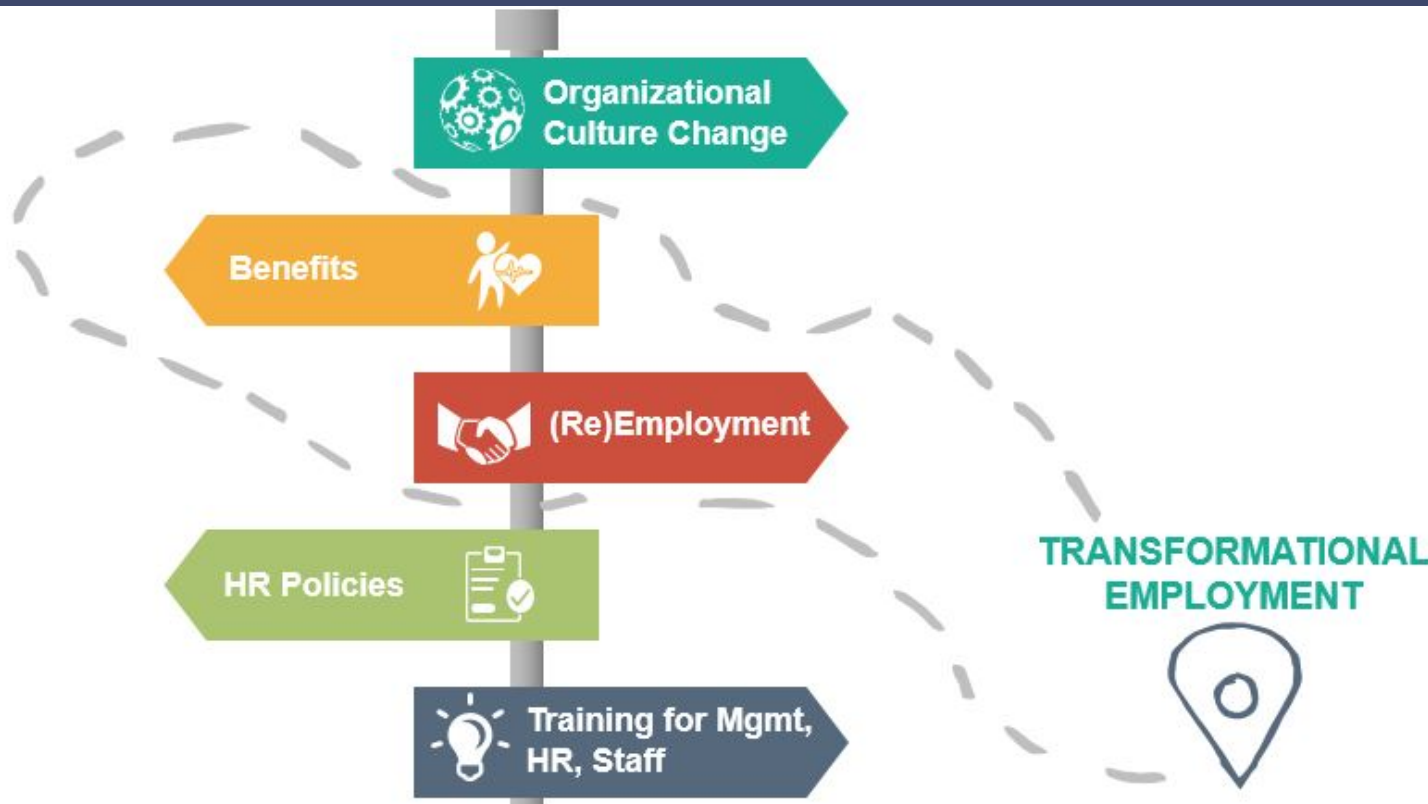 Organizational
Culture Change
Benefits
(Re)Employment
HR Policies
TRANSFORMATIONAL
EMPLOYMENT
Training for Mgmt,
HR, Staff